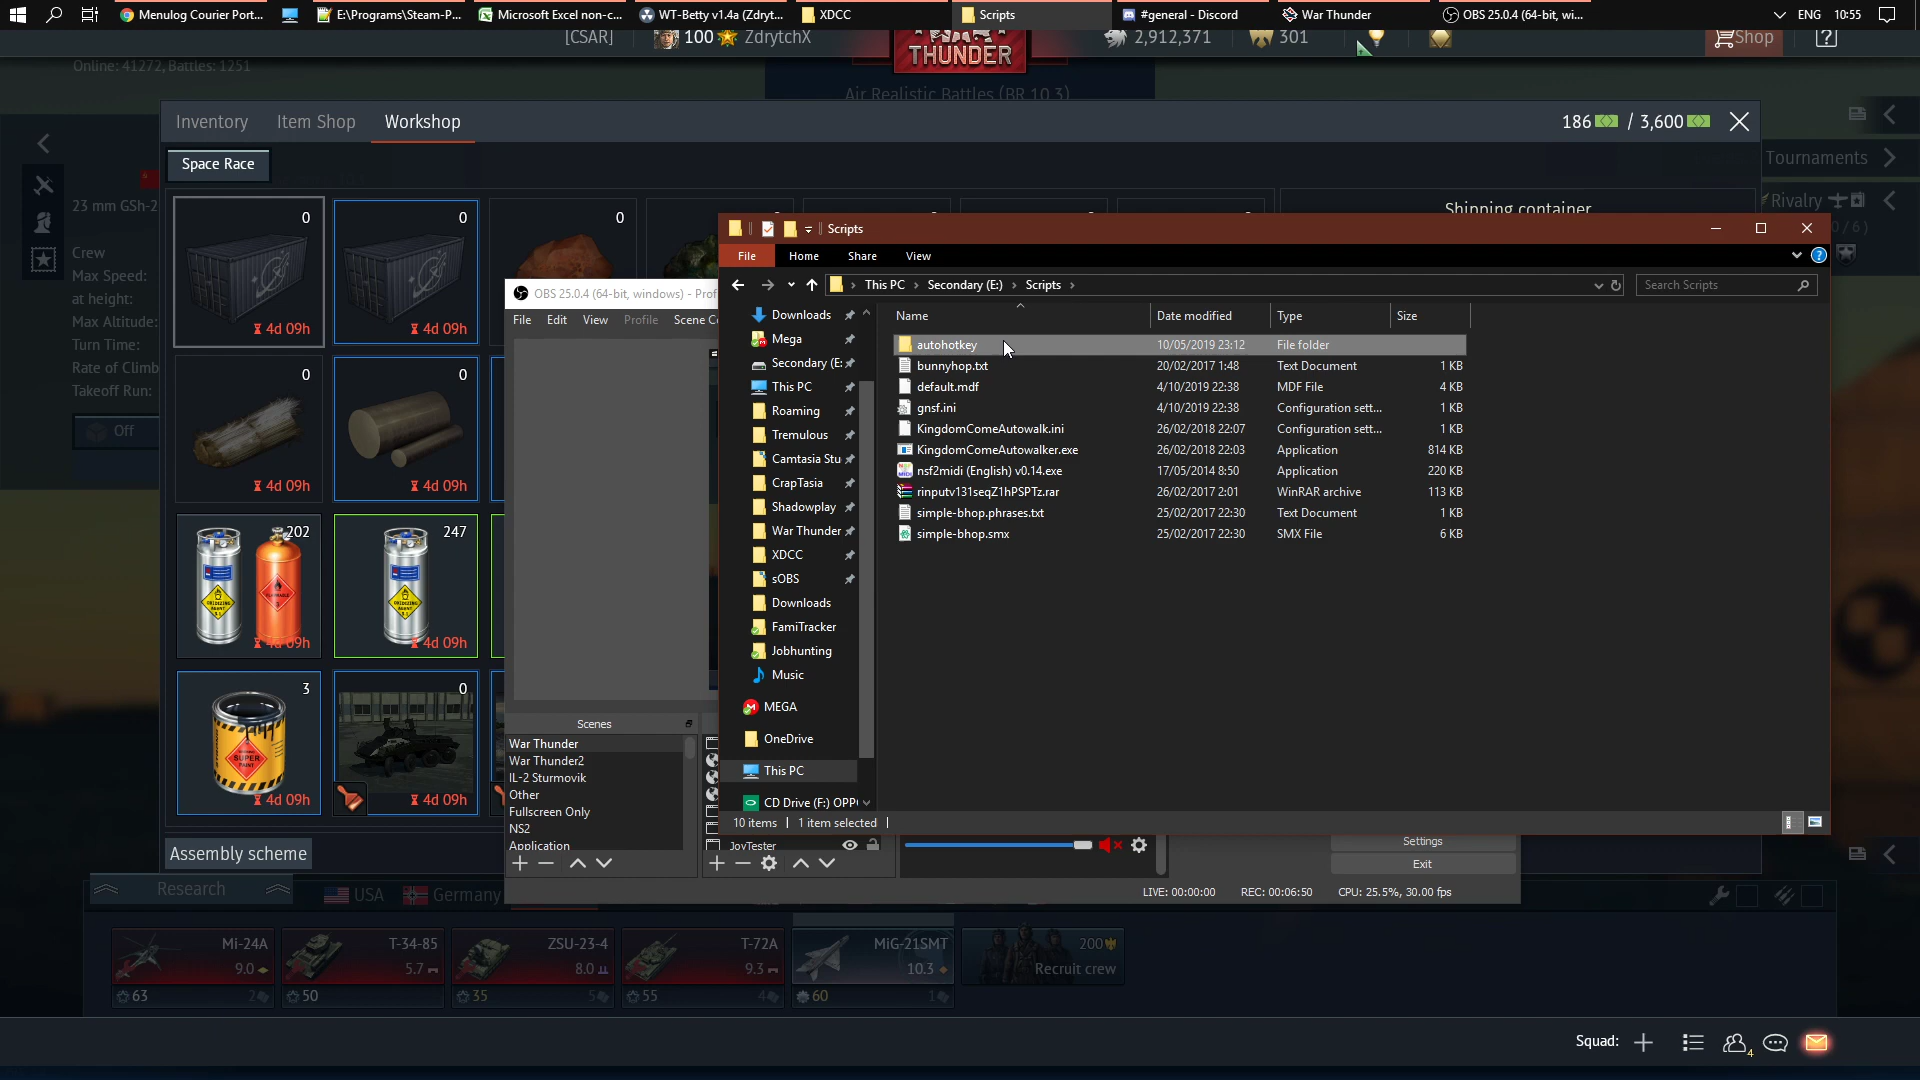 Menulog Courier Port...
E:\Programs\Steam-P...
Microsoft Excel non-c...
WT-Betty v1.4a (Zdryt...
XDCC
Scripts
#general - Discord
War Thunder
OBS 25.0.4 (64-bit, wi...
ENG
10:55
[CSAR]
100
ZdrytchX
THUNDER
2,912,371
301
Shop
Online: 41272, Battles: 1251
Air Realistic Battles (BR 10.3)
Inventory
Item Shop
Workshop
186 / 3,600
Space Race
Tournaments
Rivalry
Shipping container
23 mm GSh-2
Crew
Max Speed:
at height:
Max Altitude:
Turn Time:
Rate of Climb
Takeoff Run:
Off
0
4d 09h
0
4d 09h
0
0
4d 09h
0
4d 09h
202
4d 09h
247
4d 09h
3
4d 09h
0
4d 09h
Assembly scheme
OBS 25.0.4 (64-bit, windows) - Prof
File
Edit
View
Profile
Scene Co
Scenes
War Thunder
War Thunder2
IL-2 Sturmovik
Other
Fullscreen Only
NS2
Application
JoyTester
Settings
Exit
LIVE: 00:00:00
REC: 00:06:50
CPU: 25.5%, 30.00 fps
Scripts
File
Home
Share
View
This PC
Secondary (E:)
Scripts
Search Scripts
Downloads
Mega
Secondary (E:
This PC
Roaming
Tremulous
Camtasia Stu
CrapTasia
Shadowplay
War Thunder
XDCC
sOBS
Downloads
FamiTracker
Jobhunting
Music
MEGA
OneDrive
This PC
CD Drive (F:) OPP
Name
Date modified
Type
Size
autohotkey 10/05/2019 23:12 File folder
bunnyhop.txt 20/02/2017 1:48 Text Document 1 KB
default.mdf 4/10/2019 22:38 MDF File 4 KB
gnsf.ini 4/10/2019 22:38 Configuration sett... 1 KB
KingdomComeAutowalk.ini 26/02/2018 22:07 Configuration sett... 1 KB
KingdomComeAutowalker.exe 26/02/2018 22:03 Application 814 KB
nsf2midi (English) v0.14.exe 17/05/2014 8:50 Application 220 KB
rinputv131seqZ1hPSPTz.rar 26/02/2017 2:01 WinRAR archive 113 KB
simple-bhop.phrases.txt 25/02/2017 22:30 Text Document 1 KB
simple-bhop.smx 25/02/2017 22:30 SMX File 6 KB
10 items
1 item selected
Research
USA
Germany
Mi-24A
9.0
63
2
T-34-85
5.7
50
ZSU-23-4
8.0
35
5
T-72A
9.3
55
4
MiG-21SMT
10.3
60
1
200
Recruit crew
Squad:
4